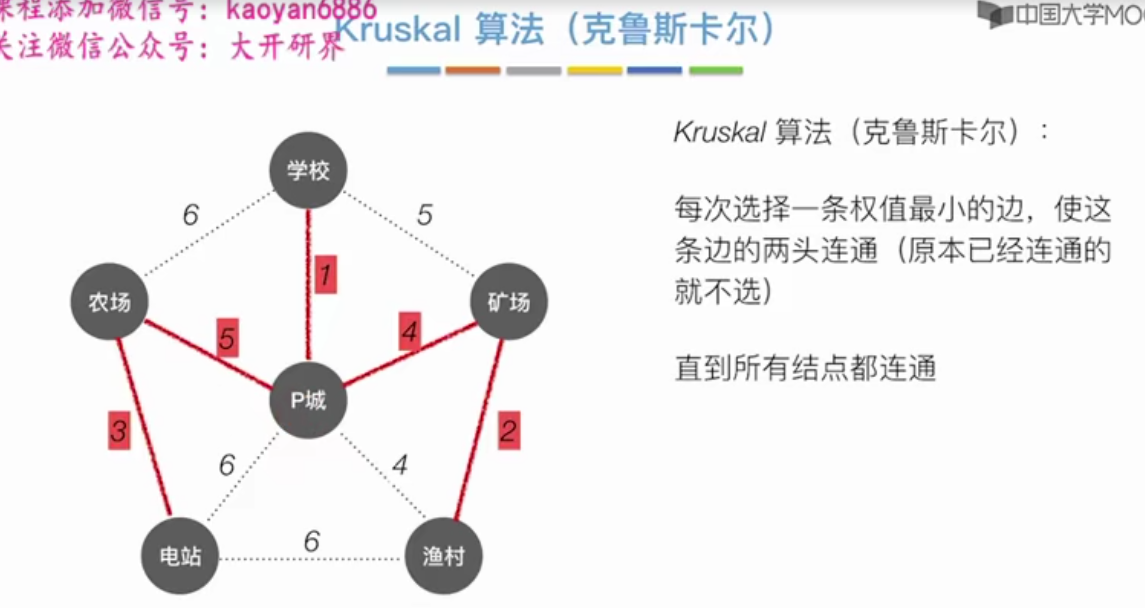 课程添加微信号：kaoyan6886
关注微信公众号：大开研界
Kruskal 算法（克鲁斯卡尔）
中国大学MO
Kruskal 算法（克鲁斯卡尔）：
每次选择一条权值最小的边，使这
条边的两头连通（原本已经连通的
就不选）
直到所有结点都连通
学校
6
5
1
农场
矿场
5
4
P城
3
2
6
4
电站
6
渔村